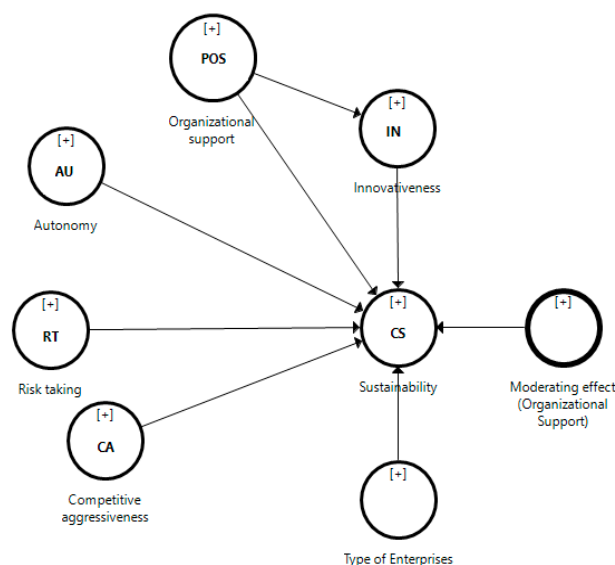 [+]
POS
Organizational
support
[+]
IN
Innovativeness
[+]
AU
Autonomy
[+]
RT
Risk taking
[+]
CS
Sustainability
[+]
Moderating effect
(Organizational
Support)
[+]
CA
Competitive
aggressiveness
[+]
Type of Enterprises